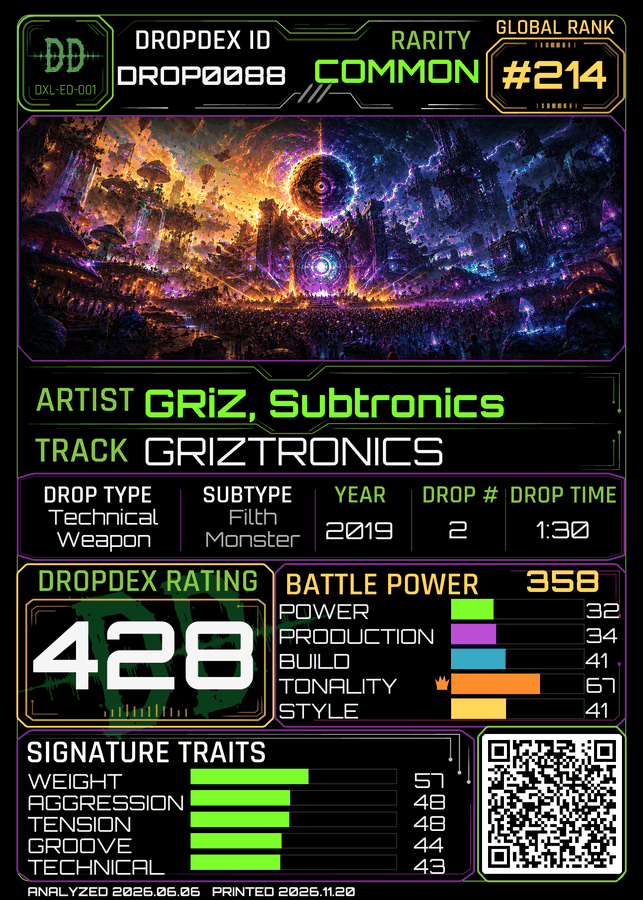 DD
DXL-ED-001
DROPDEX ID
DROP0088
RARITY
COMMON
GLOBAL RANK
#214
ARTIST GRiZ, Subtronics
TRACK GRIZTRONICS
DROP TYPE
Technical
Weapon
SUBTYPE
Filth
Monster
YEAR
2019
DROP #
2
DROP TIME
1:30
DROPDEX RATING
428
BATTLE POWER 358
POWER 32
PRODUCTION 34
BUILD 41
TONALITY 67
STYLE 41
SIGNATURE TRAITS
WEIGHT 57
AGGRESSION 48
TENSION 48
GROOVE 44
TECHNICAL 43
ANALYZED 2026.06.06 PRINTED 2026.11.20